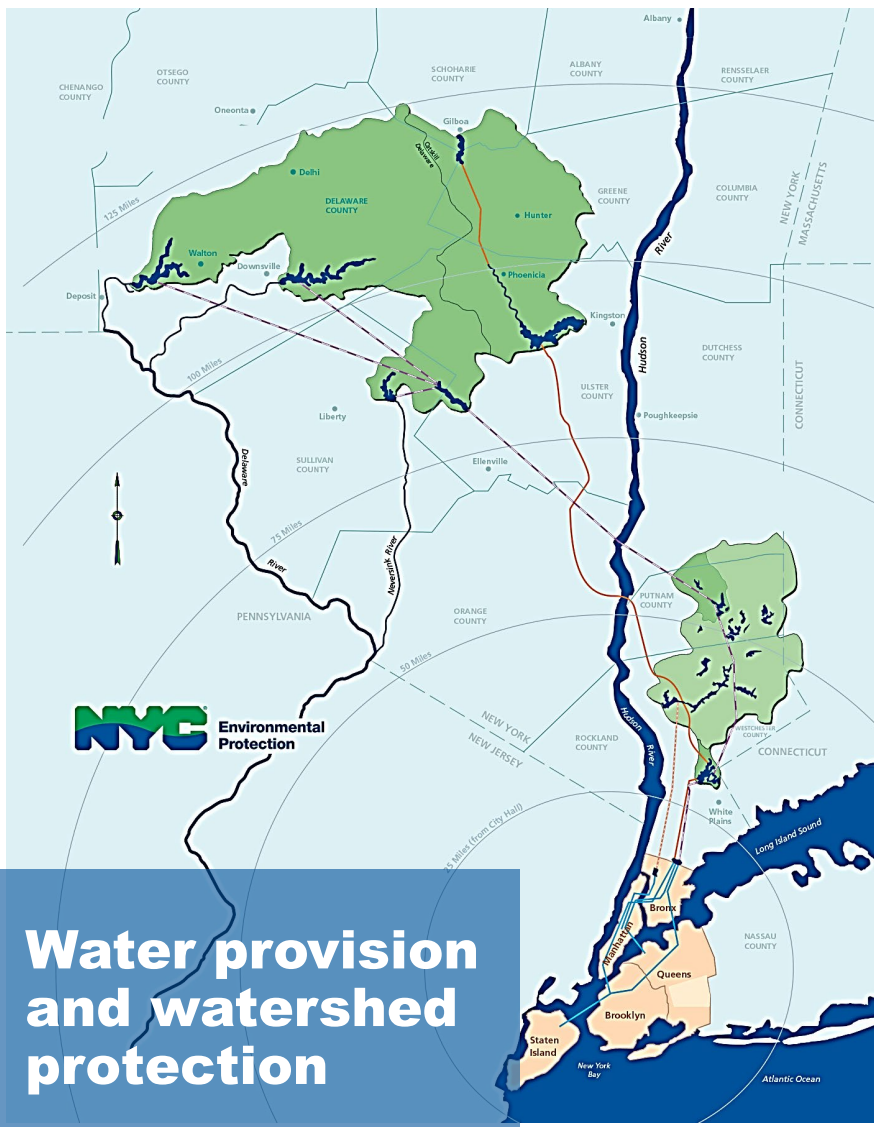 Albany
CHENANGO
COUNTY
OTSEGO
COUNTY
SCHOHARIE
COUNTY
ALBANY
COUNTY
RENSSELAER
COUNTY
Oneonta
Gilboa
Catskill
Delaware
Delhi
DELAWARE
COUNTY
Hunter
GREENE
COUNTY
COLUMBIA
COUNTY
NEW YORK
MASSACHUSETTS
125 Miles
Walton
Downsville
Phoenicia
River
Deposit
Kingston
Hudson
DUTCHESS
COUNTY
CONNECTICUT
100 Miles
ULSTER
COUNTY
Liberty
Poughkeepsie
SULLIVAN
COUNTY
Ellenville
Delaware
75 Miles
River
Neversink River
PENNSYLVANIA
ORANGE
COUNTY
PUTNAM
COUNTY
50 Miles
NYC
Environmental
Protection
NEW YORK
NEW JERSEY
ROCKLAND
COUNTY
Hudson
River
WESTCHESTER
COUNTY
CONNECTICUT
25 Miles (from City Hall)
White
Plains
Long Island Sound
Bronx
Manhattan
NASSAU
COUNTY
Queens
Brooklyn
Staten
Island
New York
Bay
Atlantic Ocean
Water provision
and watershed
protection